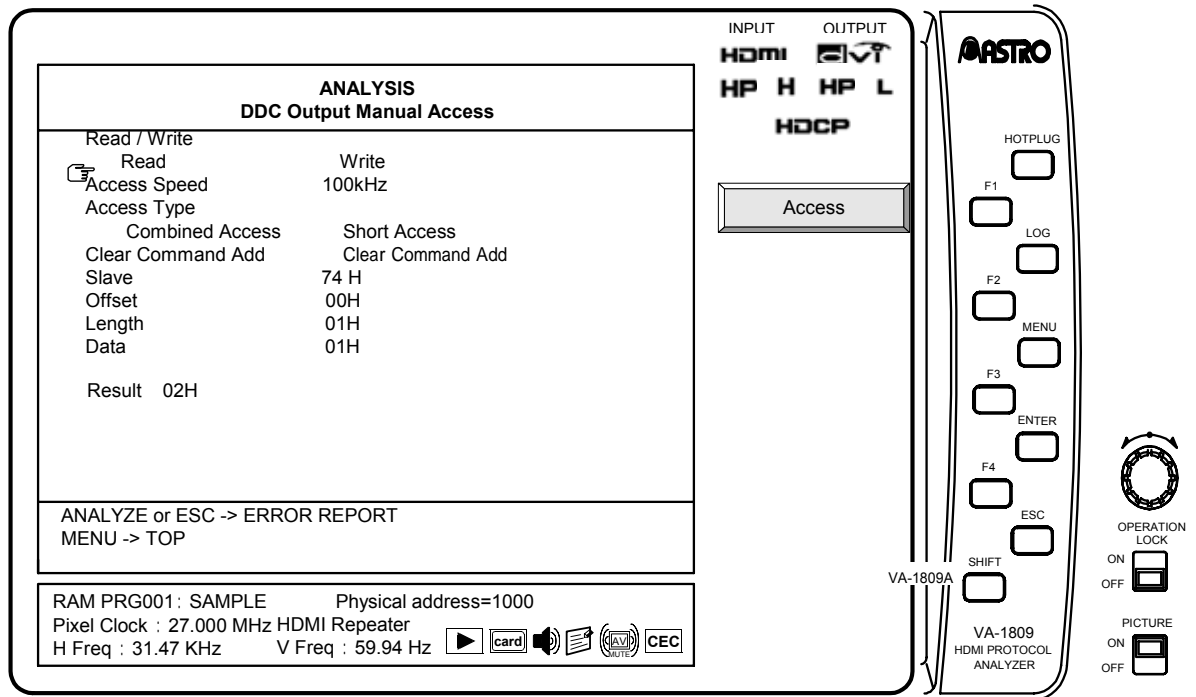 INPUT OUTPUT
HDMI DVI
HP H HP L
HDCP
ANALYSIS
DDC Output Manual Access
Read / Write
Read Write
Access Speed 100kHz
Access Type
Combined Access Short Access
Clear Command Add Clear Command Add
Slave 74 H
Offset 00H
Length 01H
Data 01H
Result 02H
ANALYZE or ESC -> ERROR REPORT
MENU -> TOP
RAM PRG001: SAMPLE Physical address=1000
Pixel Clock : 27.000 MHz HDMI Repeater
H Freq : 31.47 KHz V Freq : 59.94 Hz card AV MUTE CEC
Access
ASTRO
HOTPLUG
F1
LOG
F2
MENU
F3
ENTER
F4
ESC
SHIFT
VA-1809A
VA-1809
HDMI PROTOCOL
ANALYZER
OPERATION
LOCK
ON
OFF
PICTURE
ON
OFF